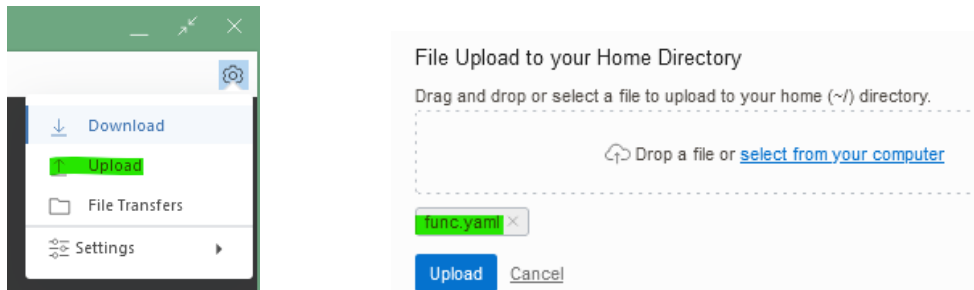 Download
Upload
File Transfers
Settings
File Upload to your Home Directory
Drag and drop or select a file to upload to your home (~/) directory.
Drop a file or select from your computer
func.yaml
Upload Cancel